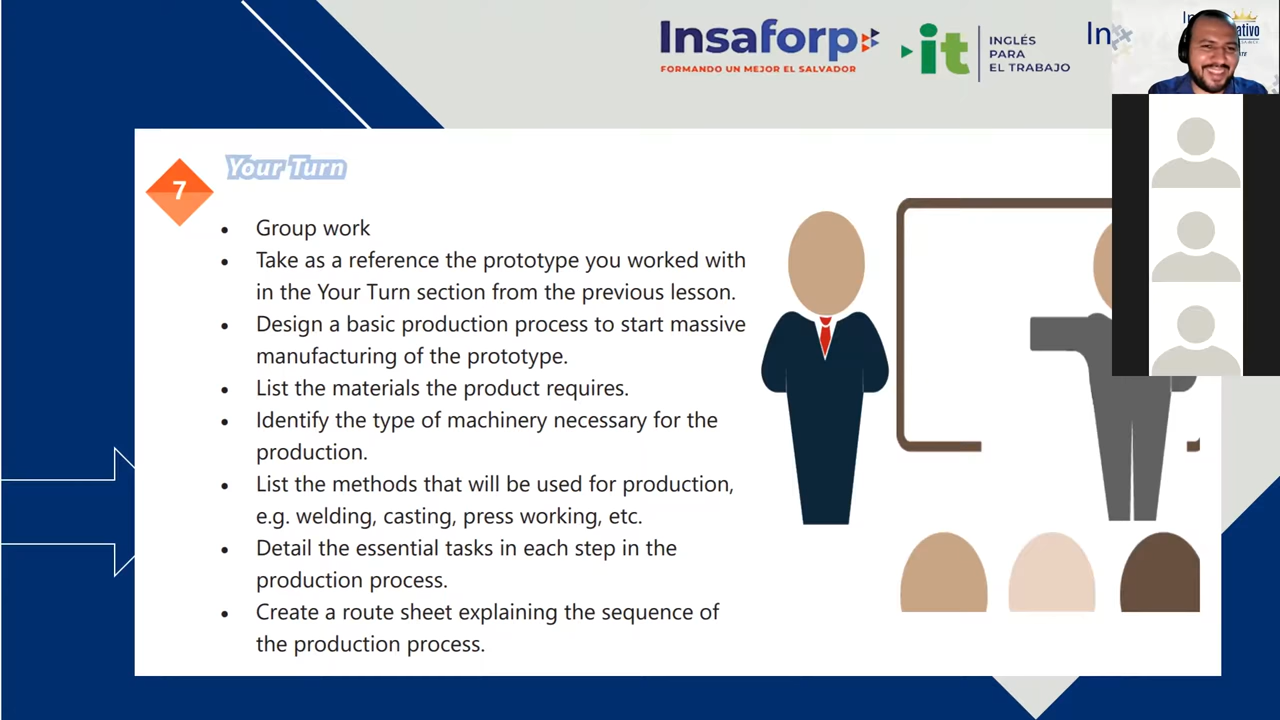 Insaforp
FORMANDO UN MEJOR EL SALVADOR
it
INGLÉS
PARA
EL TRABAJO
In
7
Your Turn
• Group work
• Take as a reference the prototype you worked with
in the Your Turn section from the previous lesson.
• Design a basic production process to start massive
manufacturing of the prototype.
• List the materials the product requires.
• Identify the type of machinery necessary for the
production.
• List the methods that will be used for production,
e.g. welding, casting, press working, etc.
• Detail the essential tasks in each step in the
production process.
• Create a route sheet explaining the sequence of
the production process.